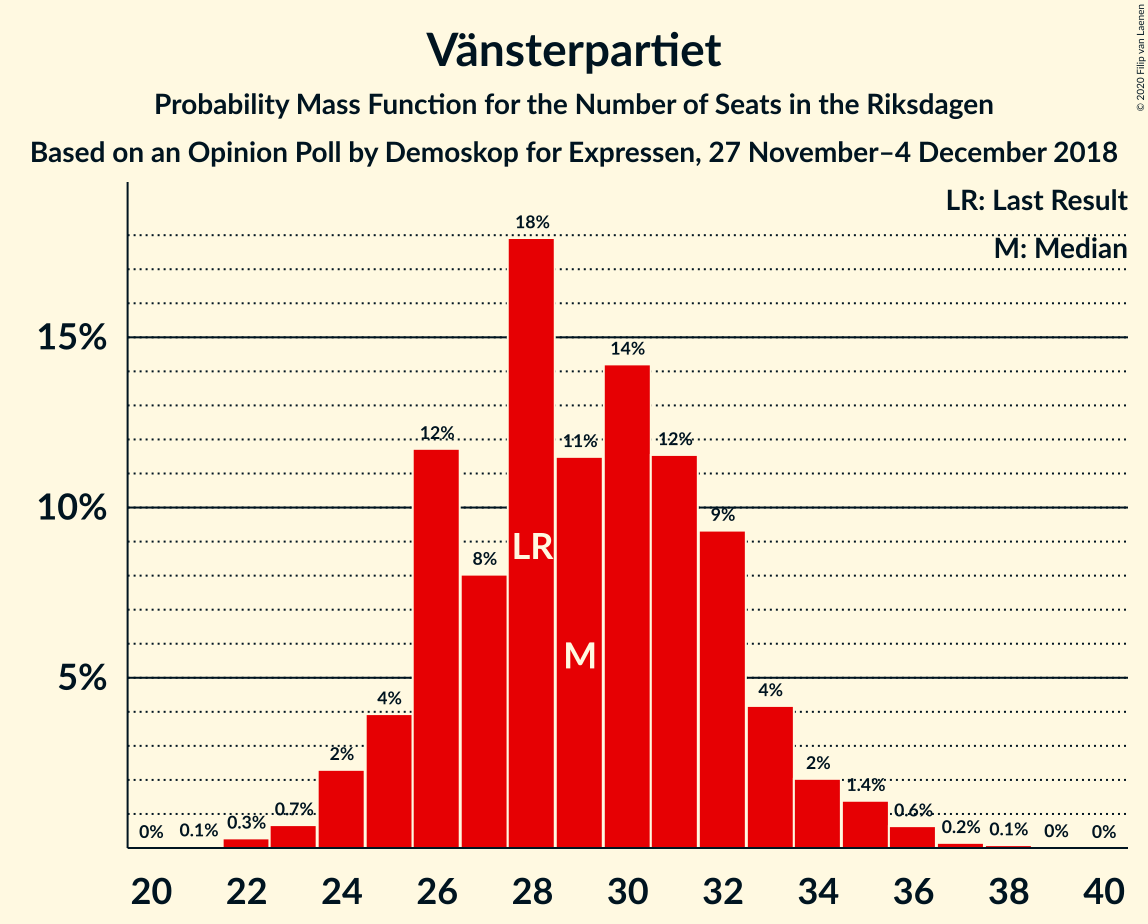 Vänsterpartiet
Probability Mass Function for the Number of Seats in the Riksdagen
Based on an Opinion Poll by Demoskop for Expressen, 27 November–4 December 2018
© 2020 Filip van Laenen
LR: Last Result
M: Median
15%
10%
5%
0%
0.1%
0.3%
0.7%
2%
4%
12%
8%
18%
11%
14%
12%
9%
4%
2%
1.4%
0.6%
0.2%
0.1%
0%
0%
LR
M
20 22 24 26 28 30 32 34 36 38 40